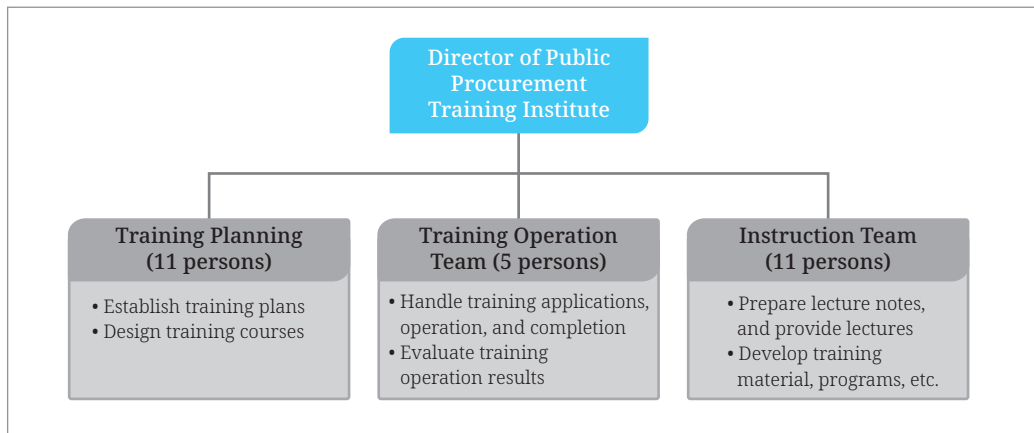 Director of Public
Procurement
Training Institute
Training Planning
(11 persons)
• Establish training plans
• Design training courses
Training Operation
Team (5 persons)
• Handle training applications,
operation, and completion
• Evaluate training
operation results
Instruction Team
(11 persons)
• Prepare lecture notes,
and provide lectures
• Develop training
material, programs, etc.